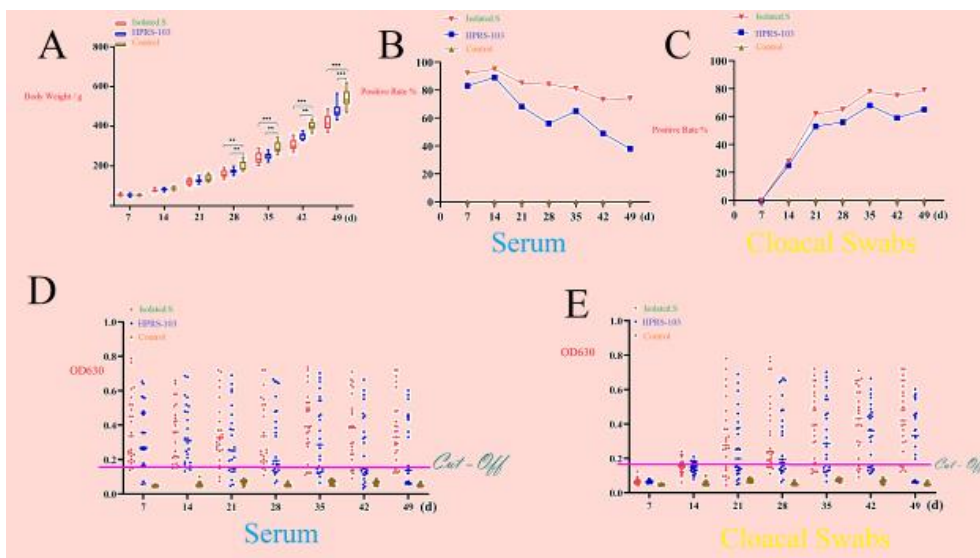 A
Isolated S
HPRS-103
Control
800
600
400
200
Body Weight / g
** ** *** ** *** ** *** ***
7 14 21 28 35 42 49 (d)
B
Isolated S
HPRS-103
Control
Positive Rate %
100
80
60
40
20
0
0 7 14 21 28 35 42 49 (d)
Serum
C
Isolated S
HPRS-103
Control
Positive Rate %
100
80
60
40
20
0
0 7 14 21 28 35 42 49 (d)
Cloacal Swabs
D
Isolated S
HPRS-103
Control
OD630
1.0
0.8
0.6
0.4
0.2
0.0
Cut - Off
7 14 21 28 35 42 49 (d)
Serum
E
Isolated S
HPRS-103
Control
OD630
1.0
0.8
0.6
0.4
0.2
0.0
Cut - Off
7 14 21 28 35 42 49 (d)
Cloacal Swabs